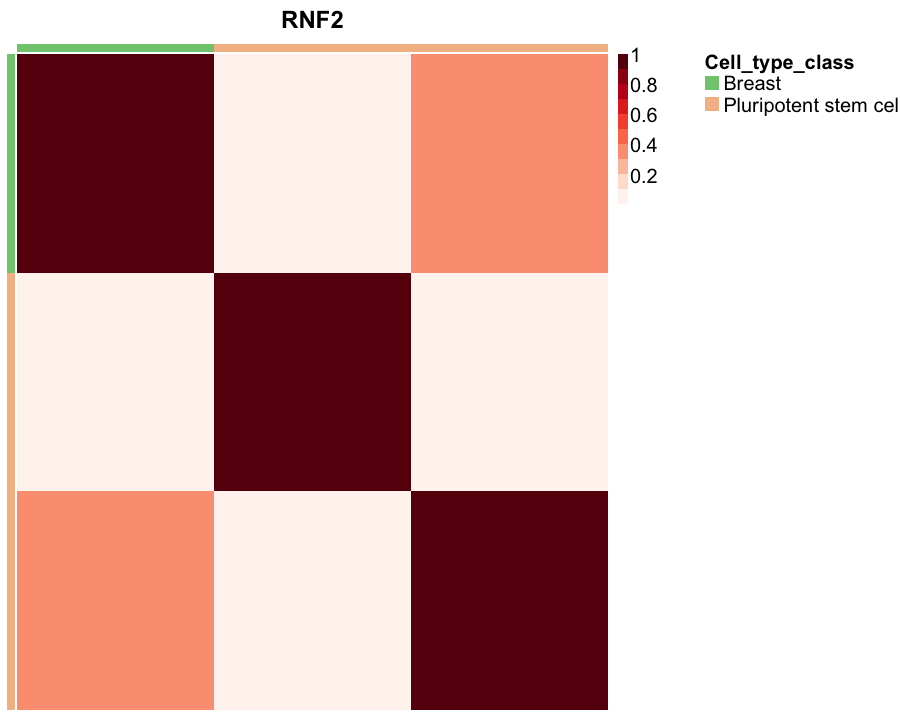 RNF2
1
0.8
0.6
0.4
0.2
Cell_type_class
Breast
Pluripotent stem cel